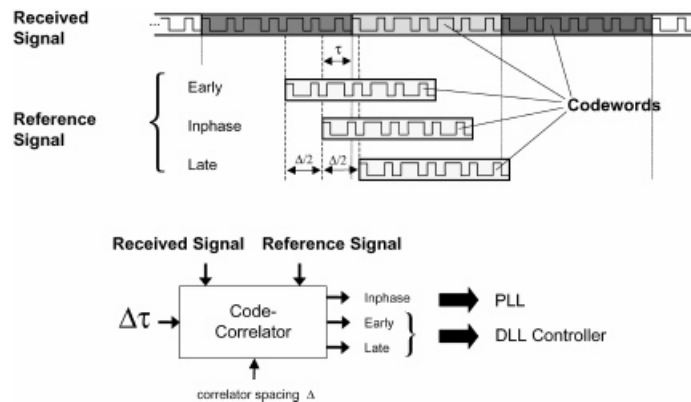 Received
Signal
τ
Early
Reference
Signal
Inphase
Codewords
Δ/2 Δ/2
Late
Received Signal Reference Signal
Δτ
Code-
Correlator
Inphase
Early
Late
PLL
DLL Controller
correlator spacing Δ